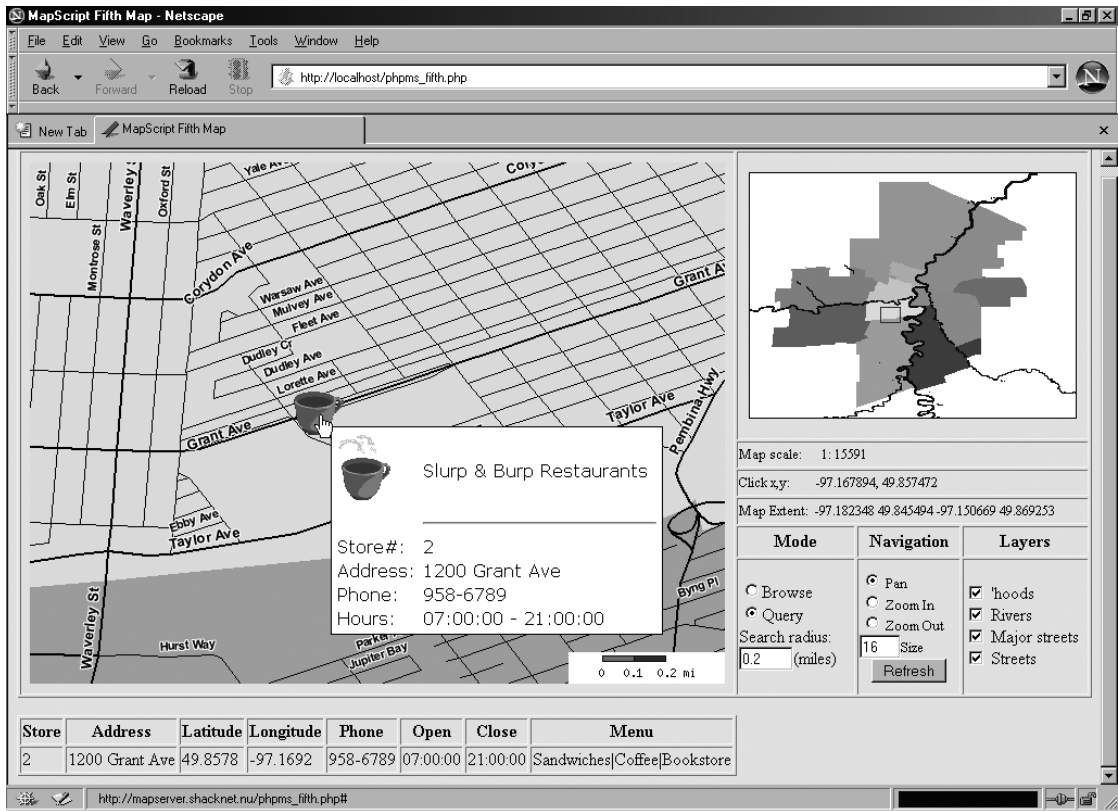 MapScript Fifth Map - Netscape
File Edit View Go Bookmarks Tools Window Help
Back Forward Reload Stop
http://localhost/phpms_fifth.php
N
New Tab MapScript Fifth Map
Oak St
Elm St
Waverley St
Oxford St
Montrose St
Yale Av
Corydon
Corydon Ave
Warsaw Ave
Mulvey Ave
Fleet Ave
Dudley Cr
Dudley Ave
Lorette Ave
Grant Av
Grant Ave
Taylor Ave
Pembina Hwy
Ebby Ave
Taylor Ave
Waverley St
Hurst Way
Parker
Jupiter Bay
Byng Pl
Slurp & Burp Restaurants
Store#: 2
Address: 1200 Grant Ave
Phone: 958-6789
Hours: 07:00:00 - 21:00:00
0 0.1 0.2 mi
Map scale: 1: 15591
Click x,y: -97.167894, 49.857472
Map Extent: -97.182348 49.845494 -97.150669 49.869253
Mode Navigation Layers
Browse
Query
Search radius:
0.2 (miles)
Pan
Zoom In
Zoom Out
16 Size
Refresh
'hoods
Rivers
Major streets
Streets
Store Address Latitude Longitude Phone Open Close Menu
2 1200 Grant Ave 49.8578 -97.1692 958-6789 07:00:00 21:00:00 Sandwiches|Coffee|Bookstore
http://mapserver.shacknet.nu/phpms_fifth.php#